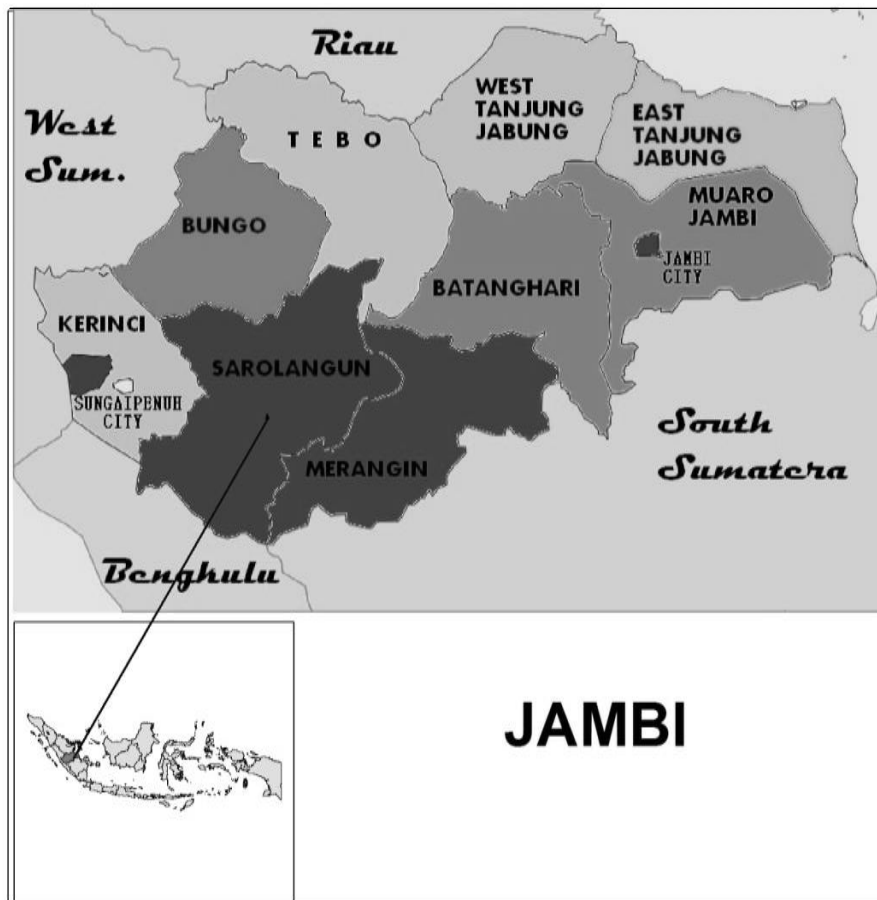 Riau
West
Sum.
TEBO
WEST
TANJUNG
JABUNG
EAST
TANJUNG
JABUNG
BUNGO
MUARO
JAMBI
JAMBI
CITY
BATANGHARI
KERINCI
SUNGAIPENUH
CITY
SAROLANGUN
MERANGIN
South
Sumatera
Bengkulu
JAMBI